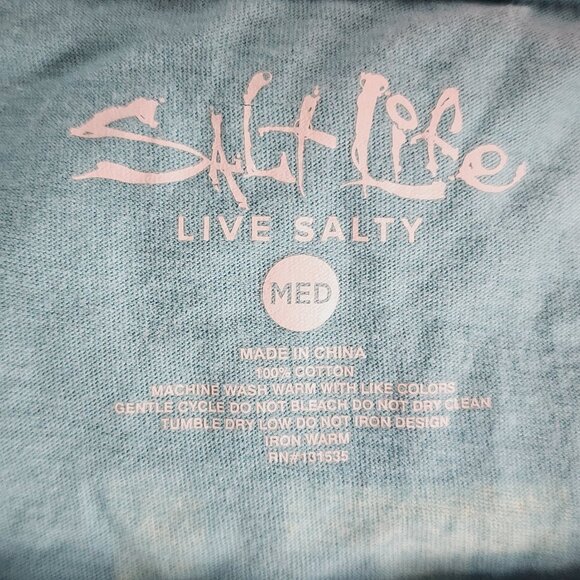 Salt Life
LIVE SALTY
MED
MADE IN CHINA
100% COTTON
MACHINE WASH WARM WITH LIKE COLORS
GENTLE CYCLE DO NOT BLEACH DO NOT DRY CLEAN
TUMBLE DRY LOW DO NOT IRON DESIGN
IRON WARM
RN#131535